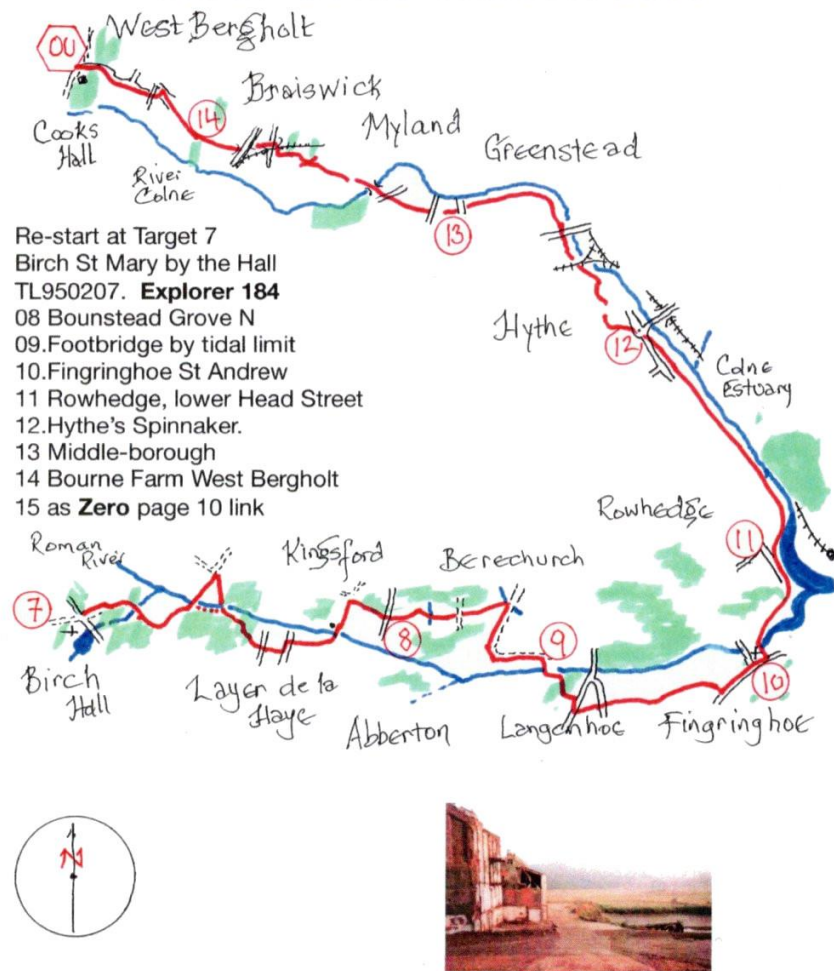 West Bergholt
00
Braiswick
14
Myland
Cooks
Hall
Greenstead
River
Colne
13
Re-start at Target 7
Birch St Mary by the Hall
TL950207.  Explorer 184
08 Bounstead Grove N
09.Footbridge by tidal limit
10.Fingringhoe St Andrew
11 Rowhedge, lower Head Street
12.Hythe's Spinnaker.
13 Middle-borough
14 Bourne Farm West Bergholt
15 as Zero page 10 link
Hythe
12
Colne
Estuary
Rowhedge
11
Roman
River
Kingsford
Berechurch
7
8
9
Birch
Hall
Layer de la
Haye
Abberton
Langenhoe
Fingringhoe
10
N